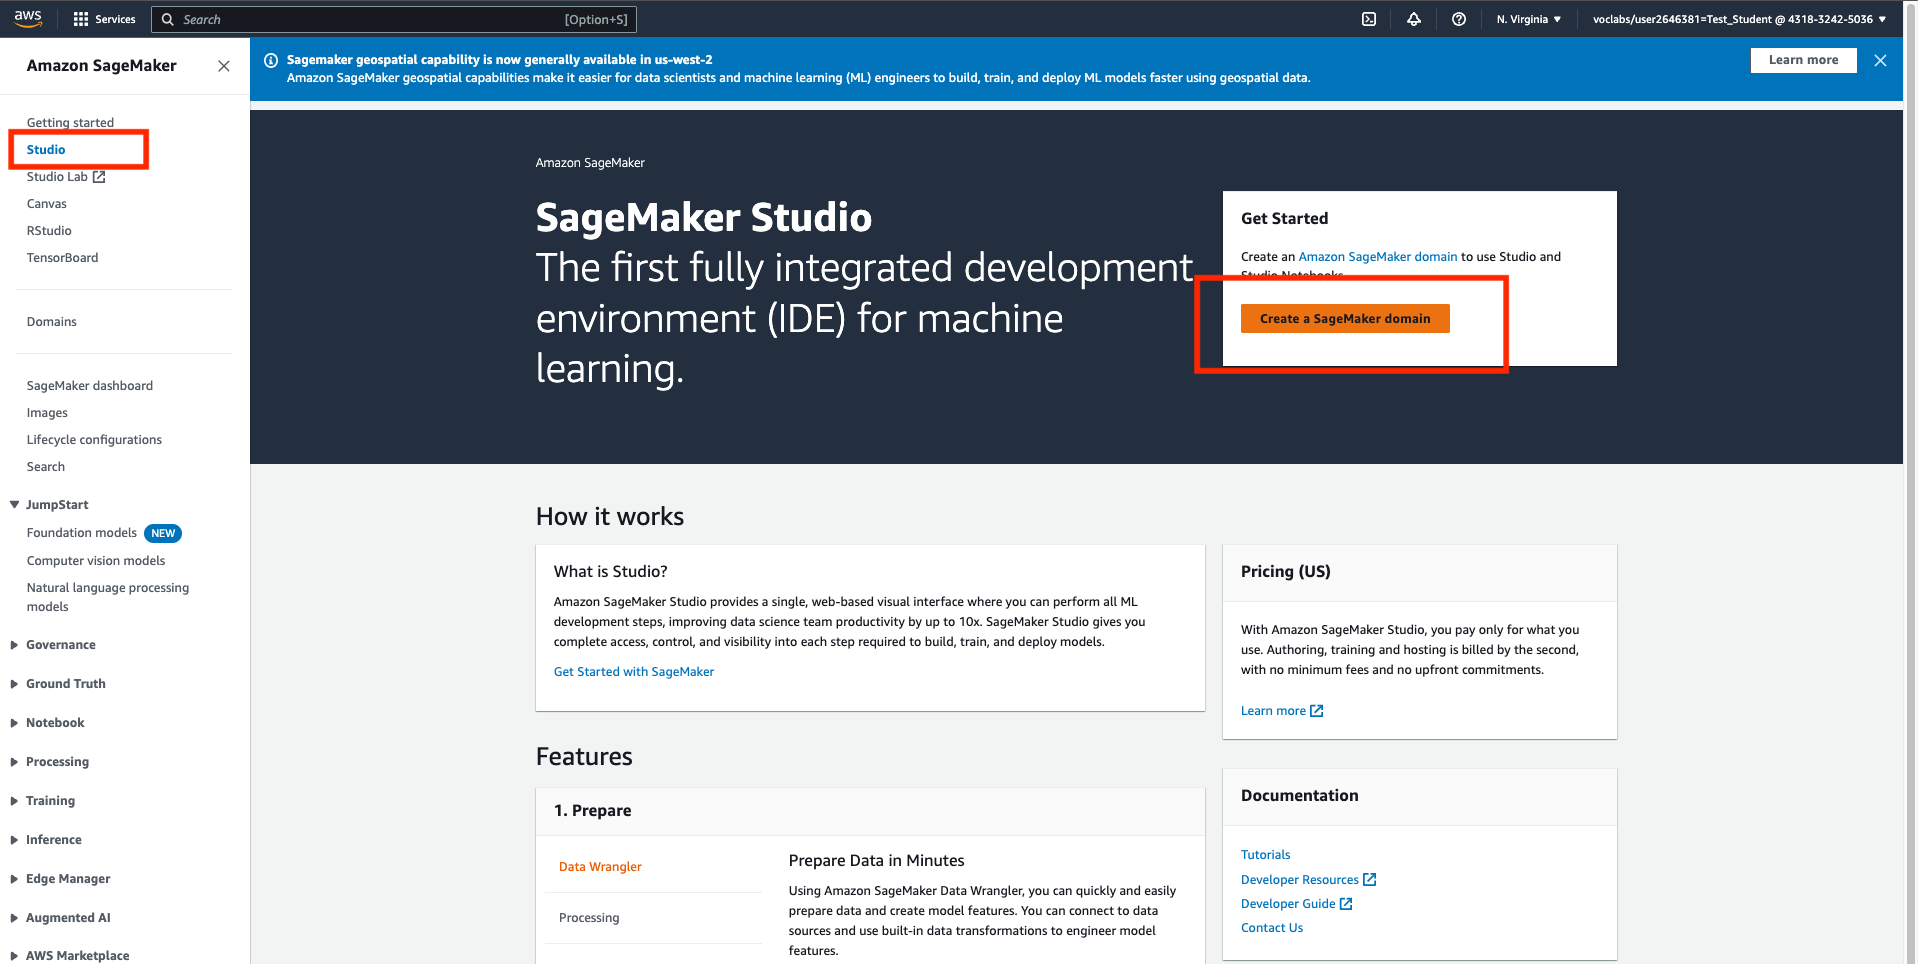 aws
Services
Search
[Option+S]
N. Virginia
voclabs/user2646381=Test_Student @ 4318-3242-5036
Amazon SageMaker
Getting started
Studio
Studio Lab
Canvas
RStudio
TensorBoard
Domains
SageMaker dashboard
Images
Lifecycle configurations
Search
JumpStart
Foundation models NEW
Computer vision models
Natural language processing
models
Governance
Ground Truth
Notebook
Processing
Training
Inference
Edge Manager
Augmented AI
AWS Marketplace
Sagemaker geospatial capability is now generally available in us-west-2
Amazon SageMaker geospatial capabilities make it easier for data scientists and machine learning (ML) engineers to build, train, and deploy ML models faster using geospatial data.
Learn more
Amazon SageMaker
SageMaker Studio
The first fully integrated development
environment (IDE) for machine
learning.
Get Started
Create an Amazon SageMaker domain to use Studio and
Studio Notebooks
Create a SageMaker domain
How it works
What is Studio?
Amazon SageMaker Studio provides a single, web-based visual interface where you can perform all ML
development steps, improving data science team productivity by up to 10x. SageMaker Studio gives you
complete access, control, and visibility into each step required to build, train, and deploy models.
Get Started with SageMaker
Pricing (US)
With Amazon SageMaker Studio, you pay only for what you
use. Authoring, training and hosting is billed by the second,
with no minimum fees and no upfront commitments.
Learn more
Features
1. Prepare
Data Wrangler
Processing
Prepare Data in Minutes
Using Amazon SageMaker Data Wrangler, you can quickly and easily
prepare data and create model features. You can connect to data
sources and use built-in data transformations to engineer model
features.
Documentation
Tutorials
Developer Resources
Developer Guide
Contact Us